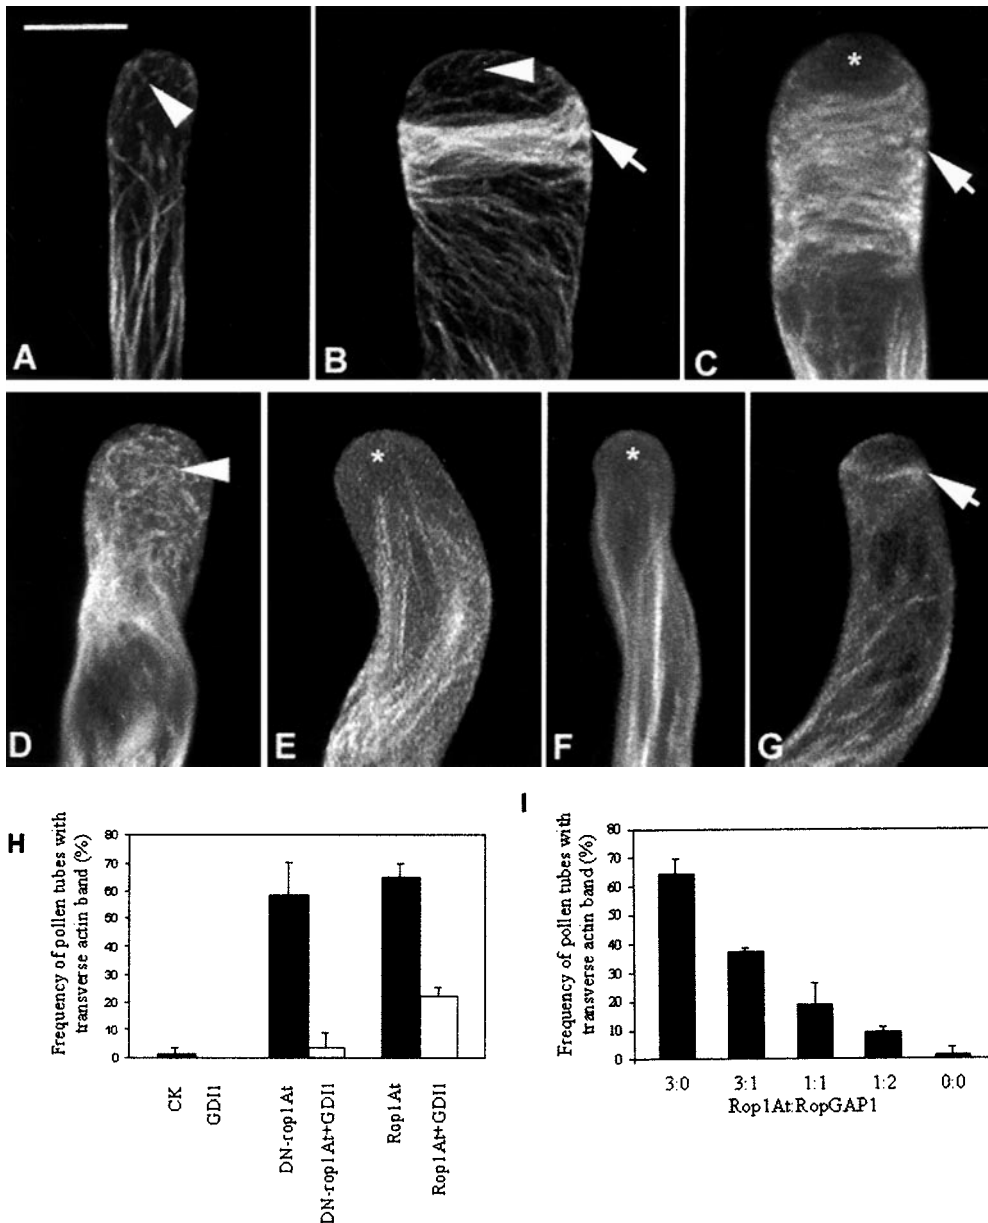 A
B
*
C
D
*
E
*
F
G
H
Frequency of pollen tubes with
transverse actin band (%)
80
70
60
50
40
30
20
10
0
CK
GDI1
DN-rop1At
DN-rop1At+GDI1
Rop1At
Rop1At+GDI1
I
Frequency of pollen tubes with
transverse actin band (%)
80
70
60
50
40
30
20
10
0
3:0 3:1 1:1 1:2 0:0
Rop1At:RopGAP1